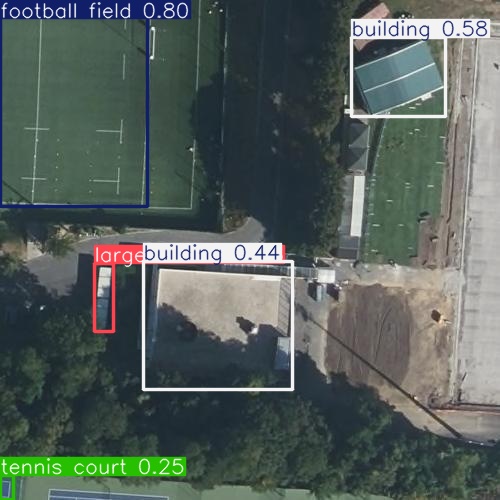 football field 0.80
building 0.58
large
building 0.44
tennis court 0.25